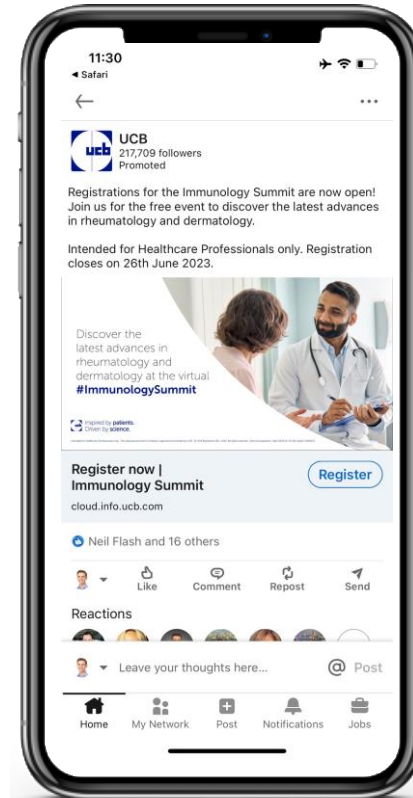 11:30
◀ Safari
ucb
UCB
217,709 followers
Promoted
Registrations for the Immunology Summit are now open!
Join us for the free event to discover the latest advances
in rheumatology and dermatology.
Intended for Healthcare Professionals only. Registration
closes on 26th June 2023.
Discover the
latest advances in
rheumatology and
dermatology at the virtual
#ImmunologySummit
Inspired by patients.
Driven by science.
Register now |
Immunology Summit
cloud.info.ucb.com
Register
Neil Flash and 16 others
Like
Comment
Repost
Send
Reactions
Leave your thoughts here...
@ Post
Home
My Network
Post
Notifications
Jobs